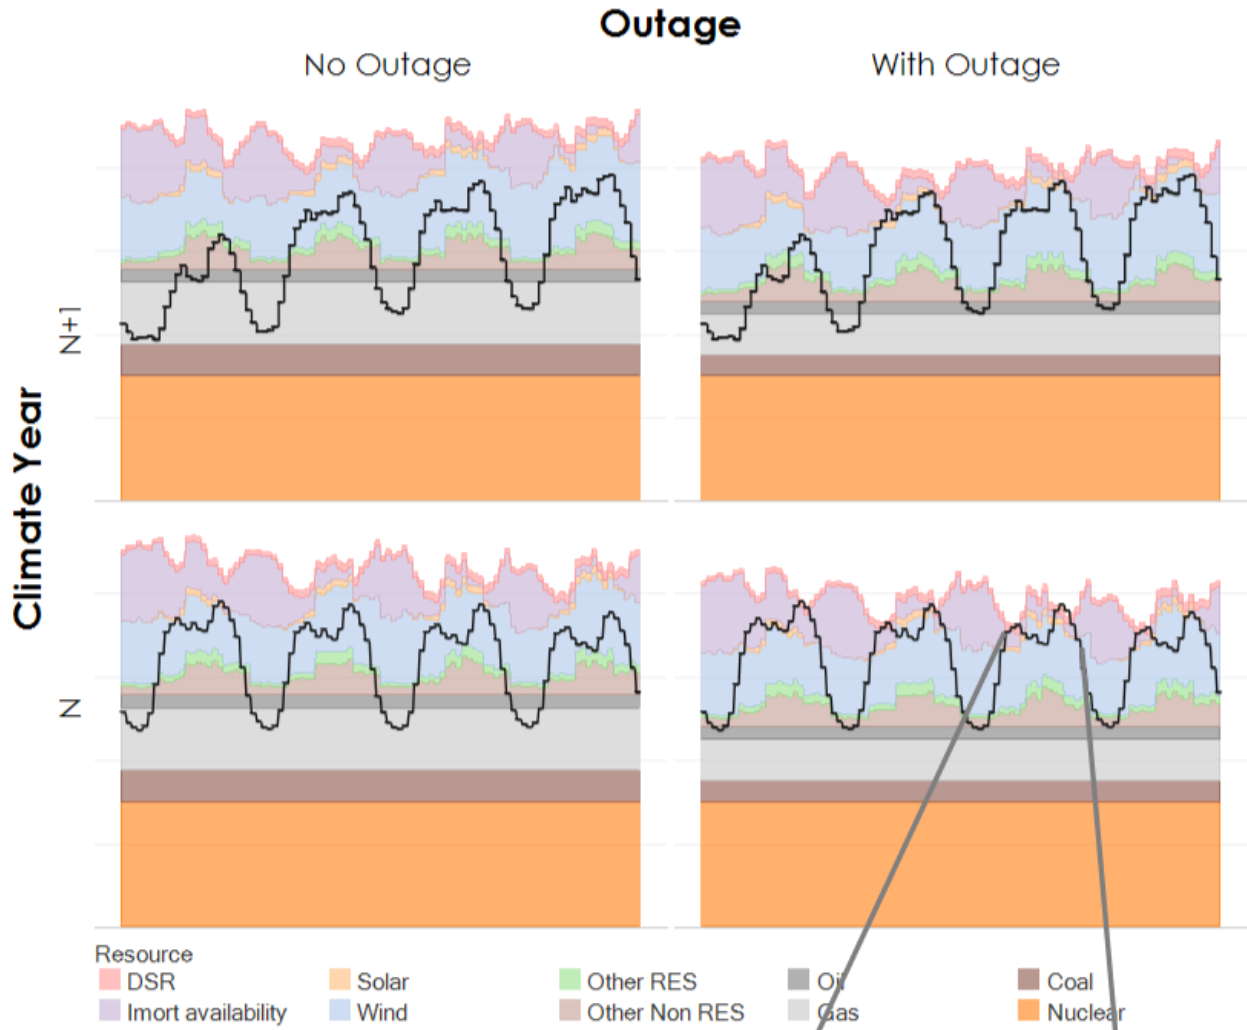 Outage
No Outage
With Outage
Climate Year
N+1
N
Resource
DSR
Solar
Other RES
Oil
Coal
Imort availability
Wind
Other Non RES
Gas
Nuclear